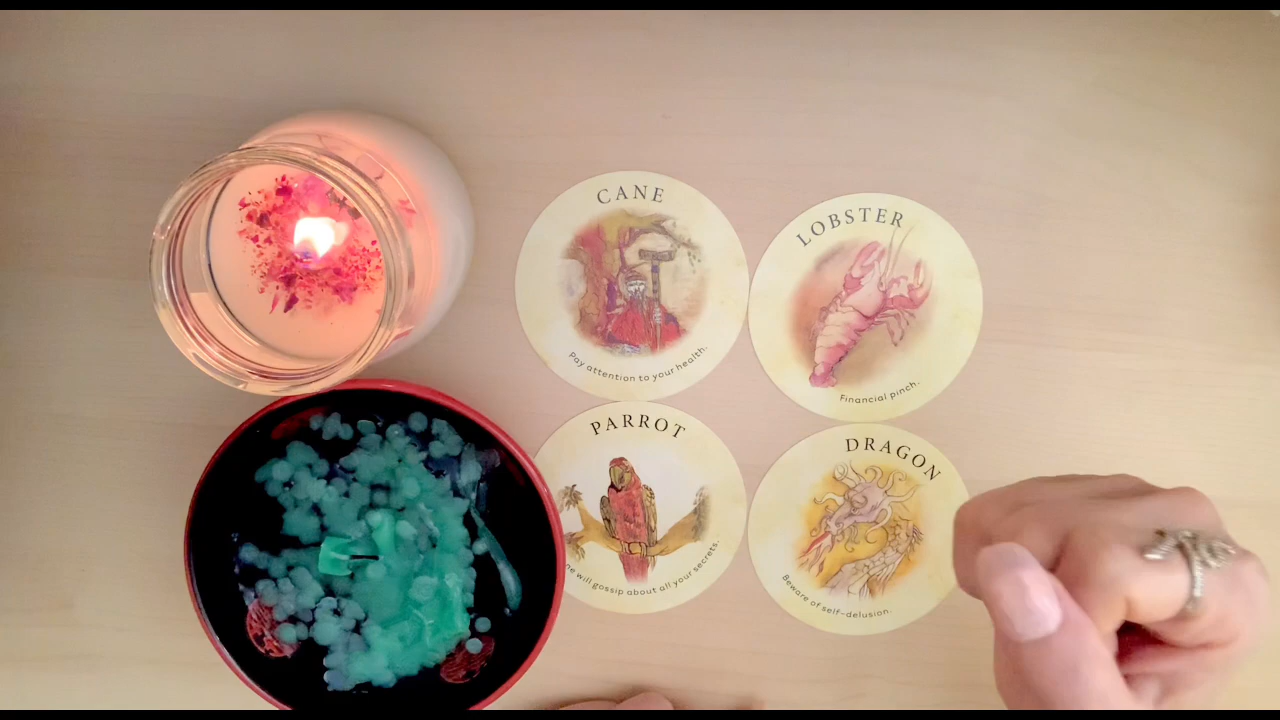 CANE
Pay attention to your health.
LOBSTER
Financial pinch.
PARROT
will gossip about all your secrets.
DRAGON
Beware of self-delusion.